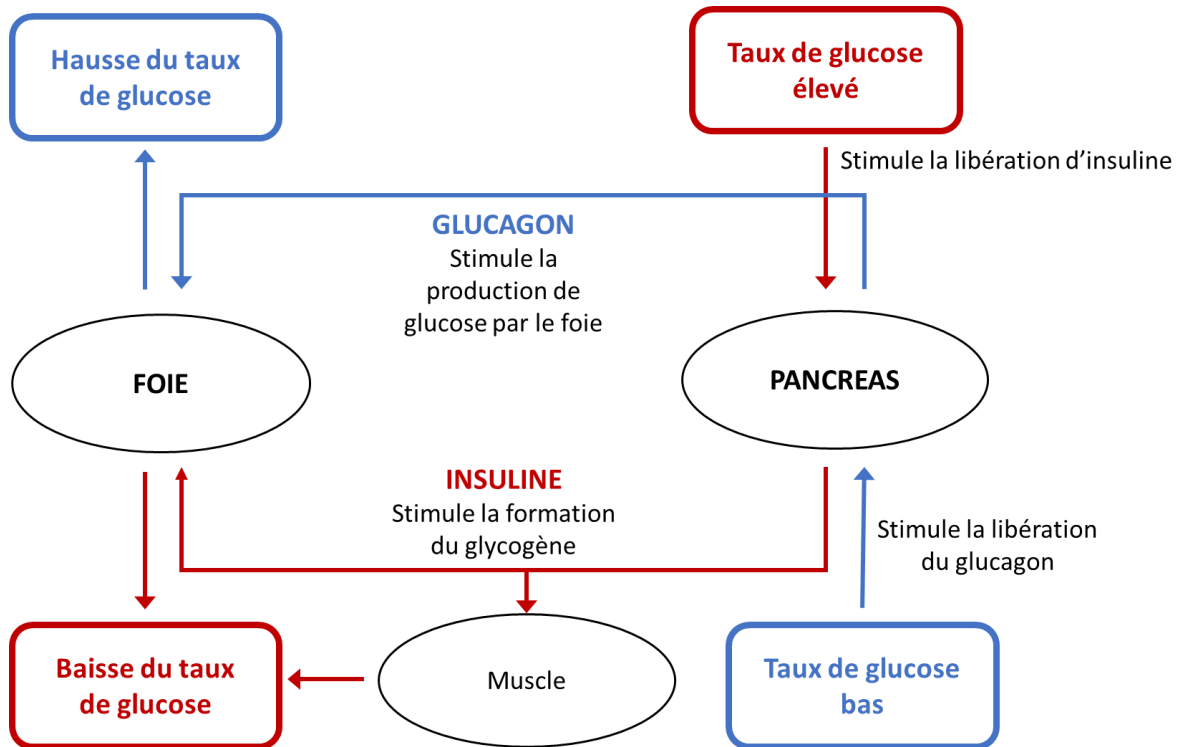 Hausse du taux
de glucose
Taux de glucose
élevé
Stimule la libération d’insuline
GLUCAGON
Stimule la
production de
glucose par le foie
FOIE
PANCREAS
INSULINE
Stimule la formation
du glycogène
Stimule la libération
du glucagon
Baisse du taux
de glucose
Muscle
Taux de glucose
bas